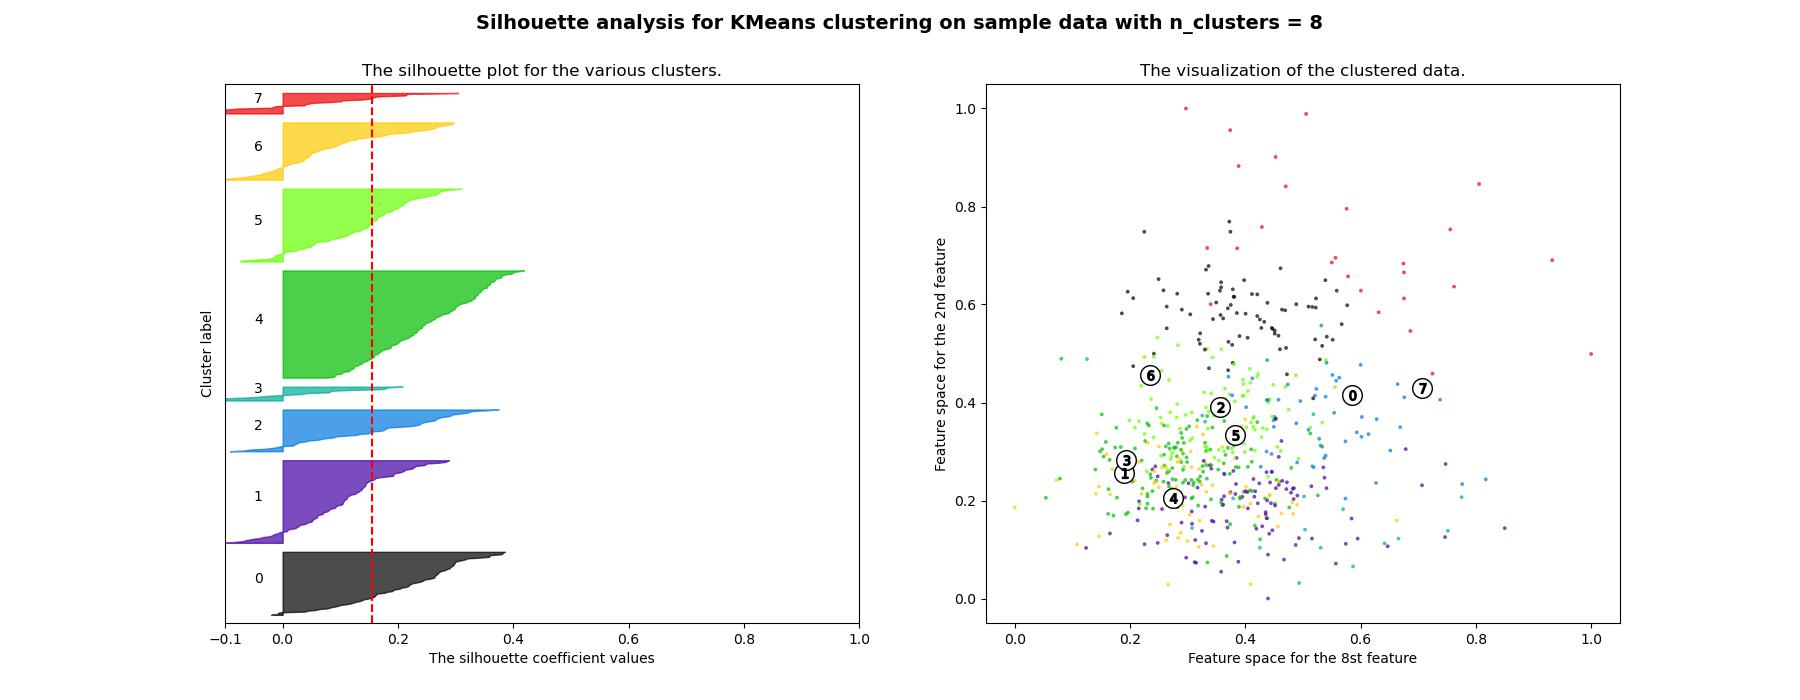 Silhouette analysis for KMeans clustering on sample data with n_clusters = 8
The silhouette plot for the various clusters.
7
6
5
4
3
2
1
0
Cluster label
−0.1 0.0 0.2 0.4 0.6 0.8 1.0
The silhouette coefficient values
The visualization of the clustered data.
1.0
0.8
0.6
0.4
0.2
0.0
Feature space for the 2nd feature
6
7
0
2
5
3
1
4
0.0 0.2 0.4 0.6 0.8 1.0
Feature space for the 8st feature